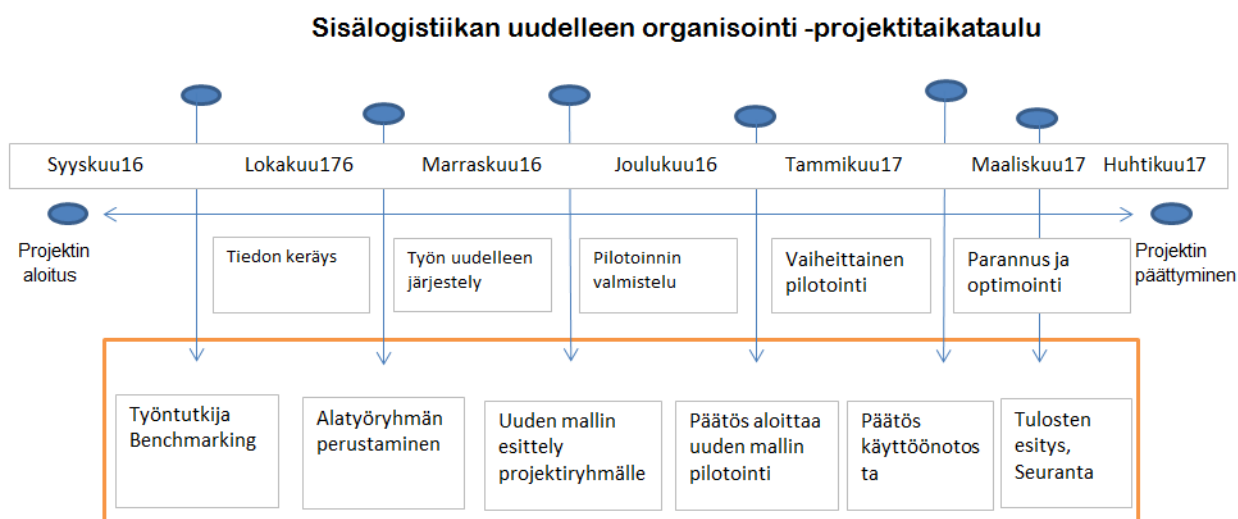 Sisälogistiikan uudelleen organisointi -projektitaikataulu
Syyskuu16 Lokakuu176 Marraskuu16 Joulukuu16 Tammikuu17 Maaliskuu17 Huhtikuu17
Projektin
aloitus
Tiedon keräys
Työn uudelleen
järjestely
Pilotoinnin
valmistelu
Vaiheittainen
pilotointi
Parannus ja
optimointi
Projektin
päättyminen
Työntutkija
Benchmarking
Alatyöryhmän
perustaminen
Uuden mallin
esittely
projektiryhmälle
Päätös aloittaa
uuden mallin
pilotointi
Päätös
käyttöönotos
ta
Tulosten
esitys,
Seuranta